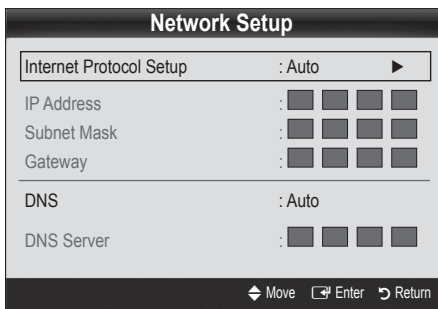 Network Setup
Internet Protocol Setup : Auto ►
IP Address :
Subnet Mask :
Gateway :
DNS : Auto
DNS Server :
Move Enter Return